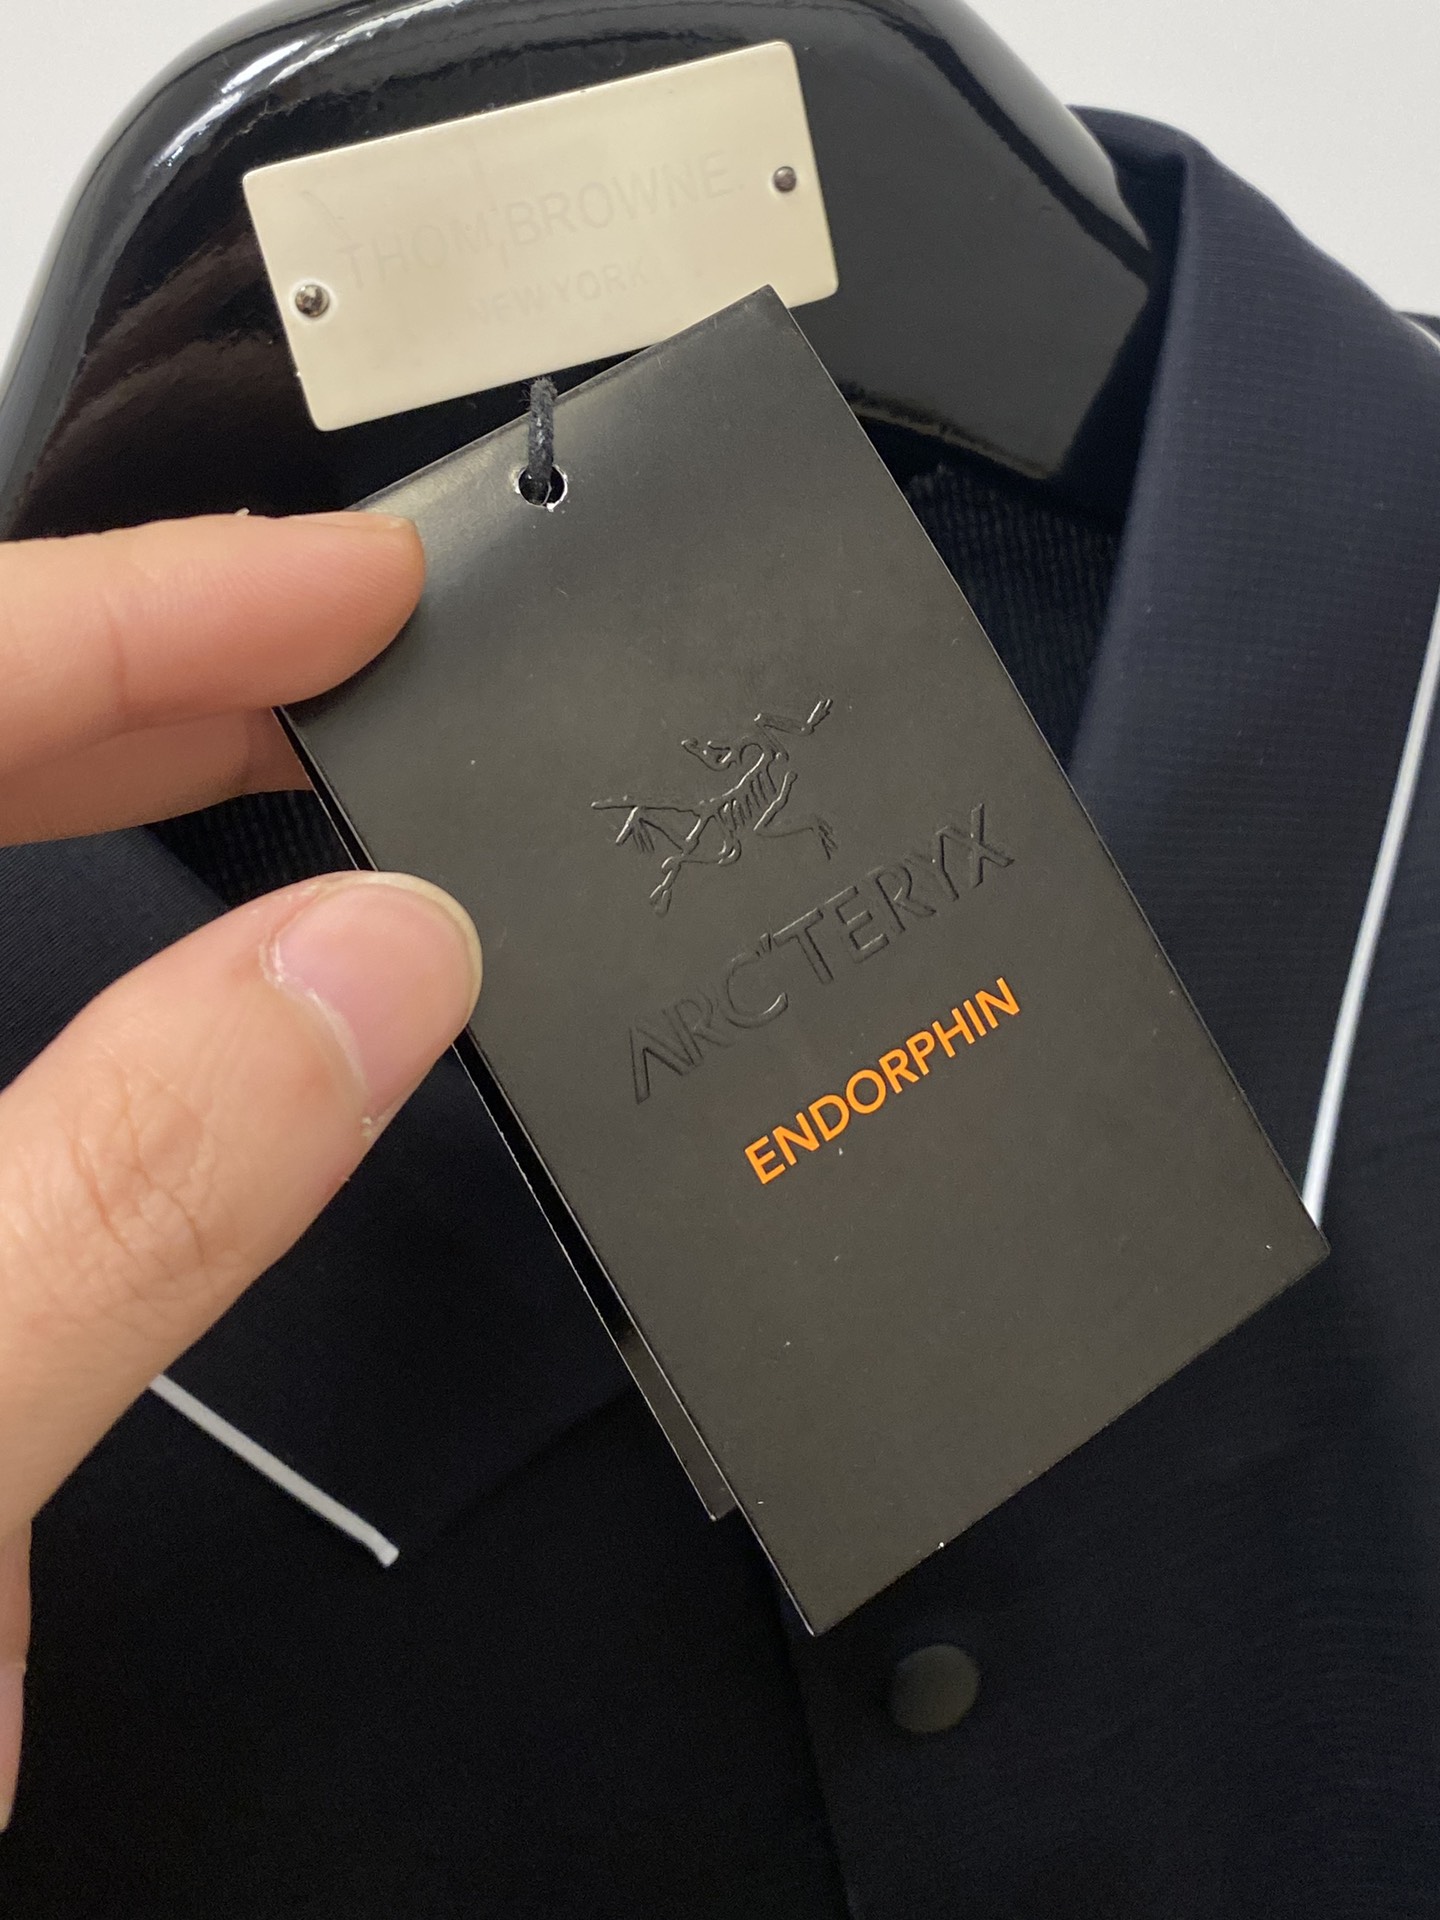 THOM BROWNE.
NEW YORK
ARC'TERYX
ENDORPHIN